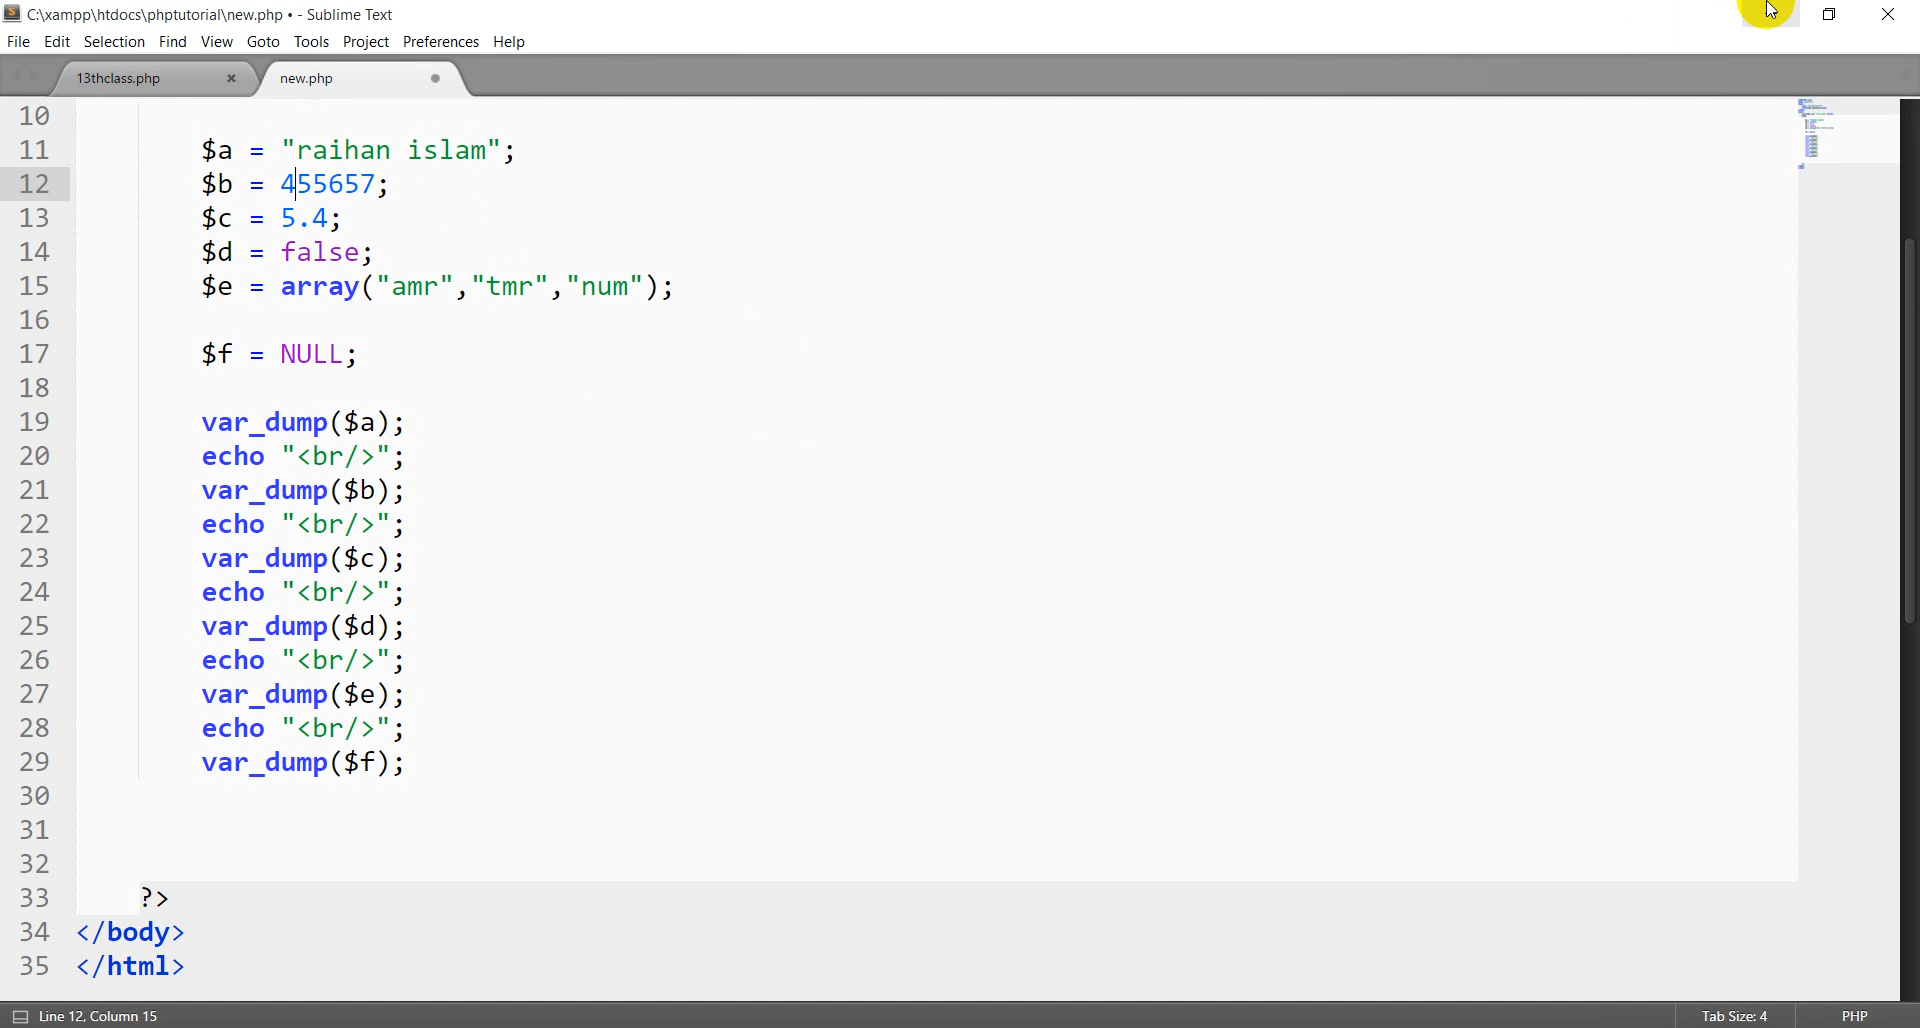 C:\xampp\htdocs\phptutorial\new.php • - Sublime Text
File Edit Selection Find View Goto Tools Project Preferences Help
13thclass.php × new.php
10
11 $a = "raihan islam";
12 $b = 455657;
13 $c = 5.4;
14 $d = false;
15 $e = array("amr","tmr","num");
16
17 $f = NULL;
18
19 var_dump($a);
20 echo "<br/>";
21 var_dump($b);
22 echo "<br/>";
23 var_dump($c);
24 echo "<br/>";
25 var_dump($d);
26 echo "<br/>";
27 var_dump($e);
28 echo "<br/>";
29 var_dump($f);
30
31
32
33 ?>
34 </body>
35 </html>
Line 12, Column 15 Tab Size: 4 PHP